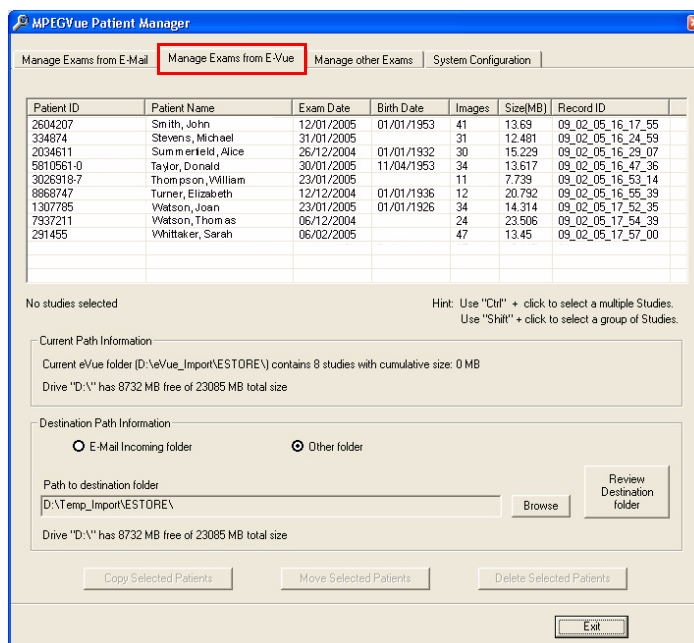 MPEGVue Patient Manager
Manage Exams from E-Mail Manage Exams from E-Vue Manage other Exams System Configuration
Patient ID Patient Name Exam Date Birth Date Images Size(MB) Record ID
2604207 Smith, John 12/01/2005 01/01/1953 41 13.69 09_02_05_16_17_55
334874 Stevens, Michael 31/01/2005 31 12.481 09_02_05_16_24_59
2034611 Summerfield, Alice 26/12/2004 01/01/1932 30 15.229 09_02_05_16_29_07
5810561-0 Taylor, Donald 30/01/2005 11/04/1953 34 13.617 09_02_05_16_47_36
3026918-7 Thompson, William 23/01/2005 11 7.739 09_02_05_16_53_14
8868747 Turner, Elizabeth 12/12/2004 01/01/1936 12 20.792 09_02_05_16_55_39
1307785 Watson, Joan 23/01/2005 01/01/1926 34 14.314 09_02_05_17_52_35
7937211 Watson, Thomas 06/12/2004 24 23.506 09_02_05_17_54_39
291455 Whittaker, Sarah 06/02/2005 47 13.45 09_02_05_17_57_00
No studies selected
Hint: Use "Ctrl" + click to select a multiple Studies.
Use "Shift" + click to select a group of Studies.
Current Path Information
Current eVue folder (D:\eVue_Import\ESTORE\) contains 8 studies with cumulative size: 0 MB
Drive "D:\" has 8732 MB free of 23085 MB total size
Destination Path Information
E-Mail Incoming folder Other folder
Path to destination folder
D:\Temp_Import\ESTORE\
Browse
Review
Destination
folder
Drive "D:\" has 8732 MB free of 23085 MB total size
Copy Selected Patients Move Selected Patients Delete Selected Patients
Exit